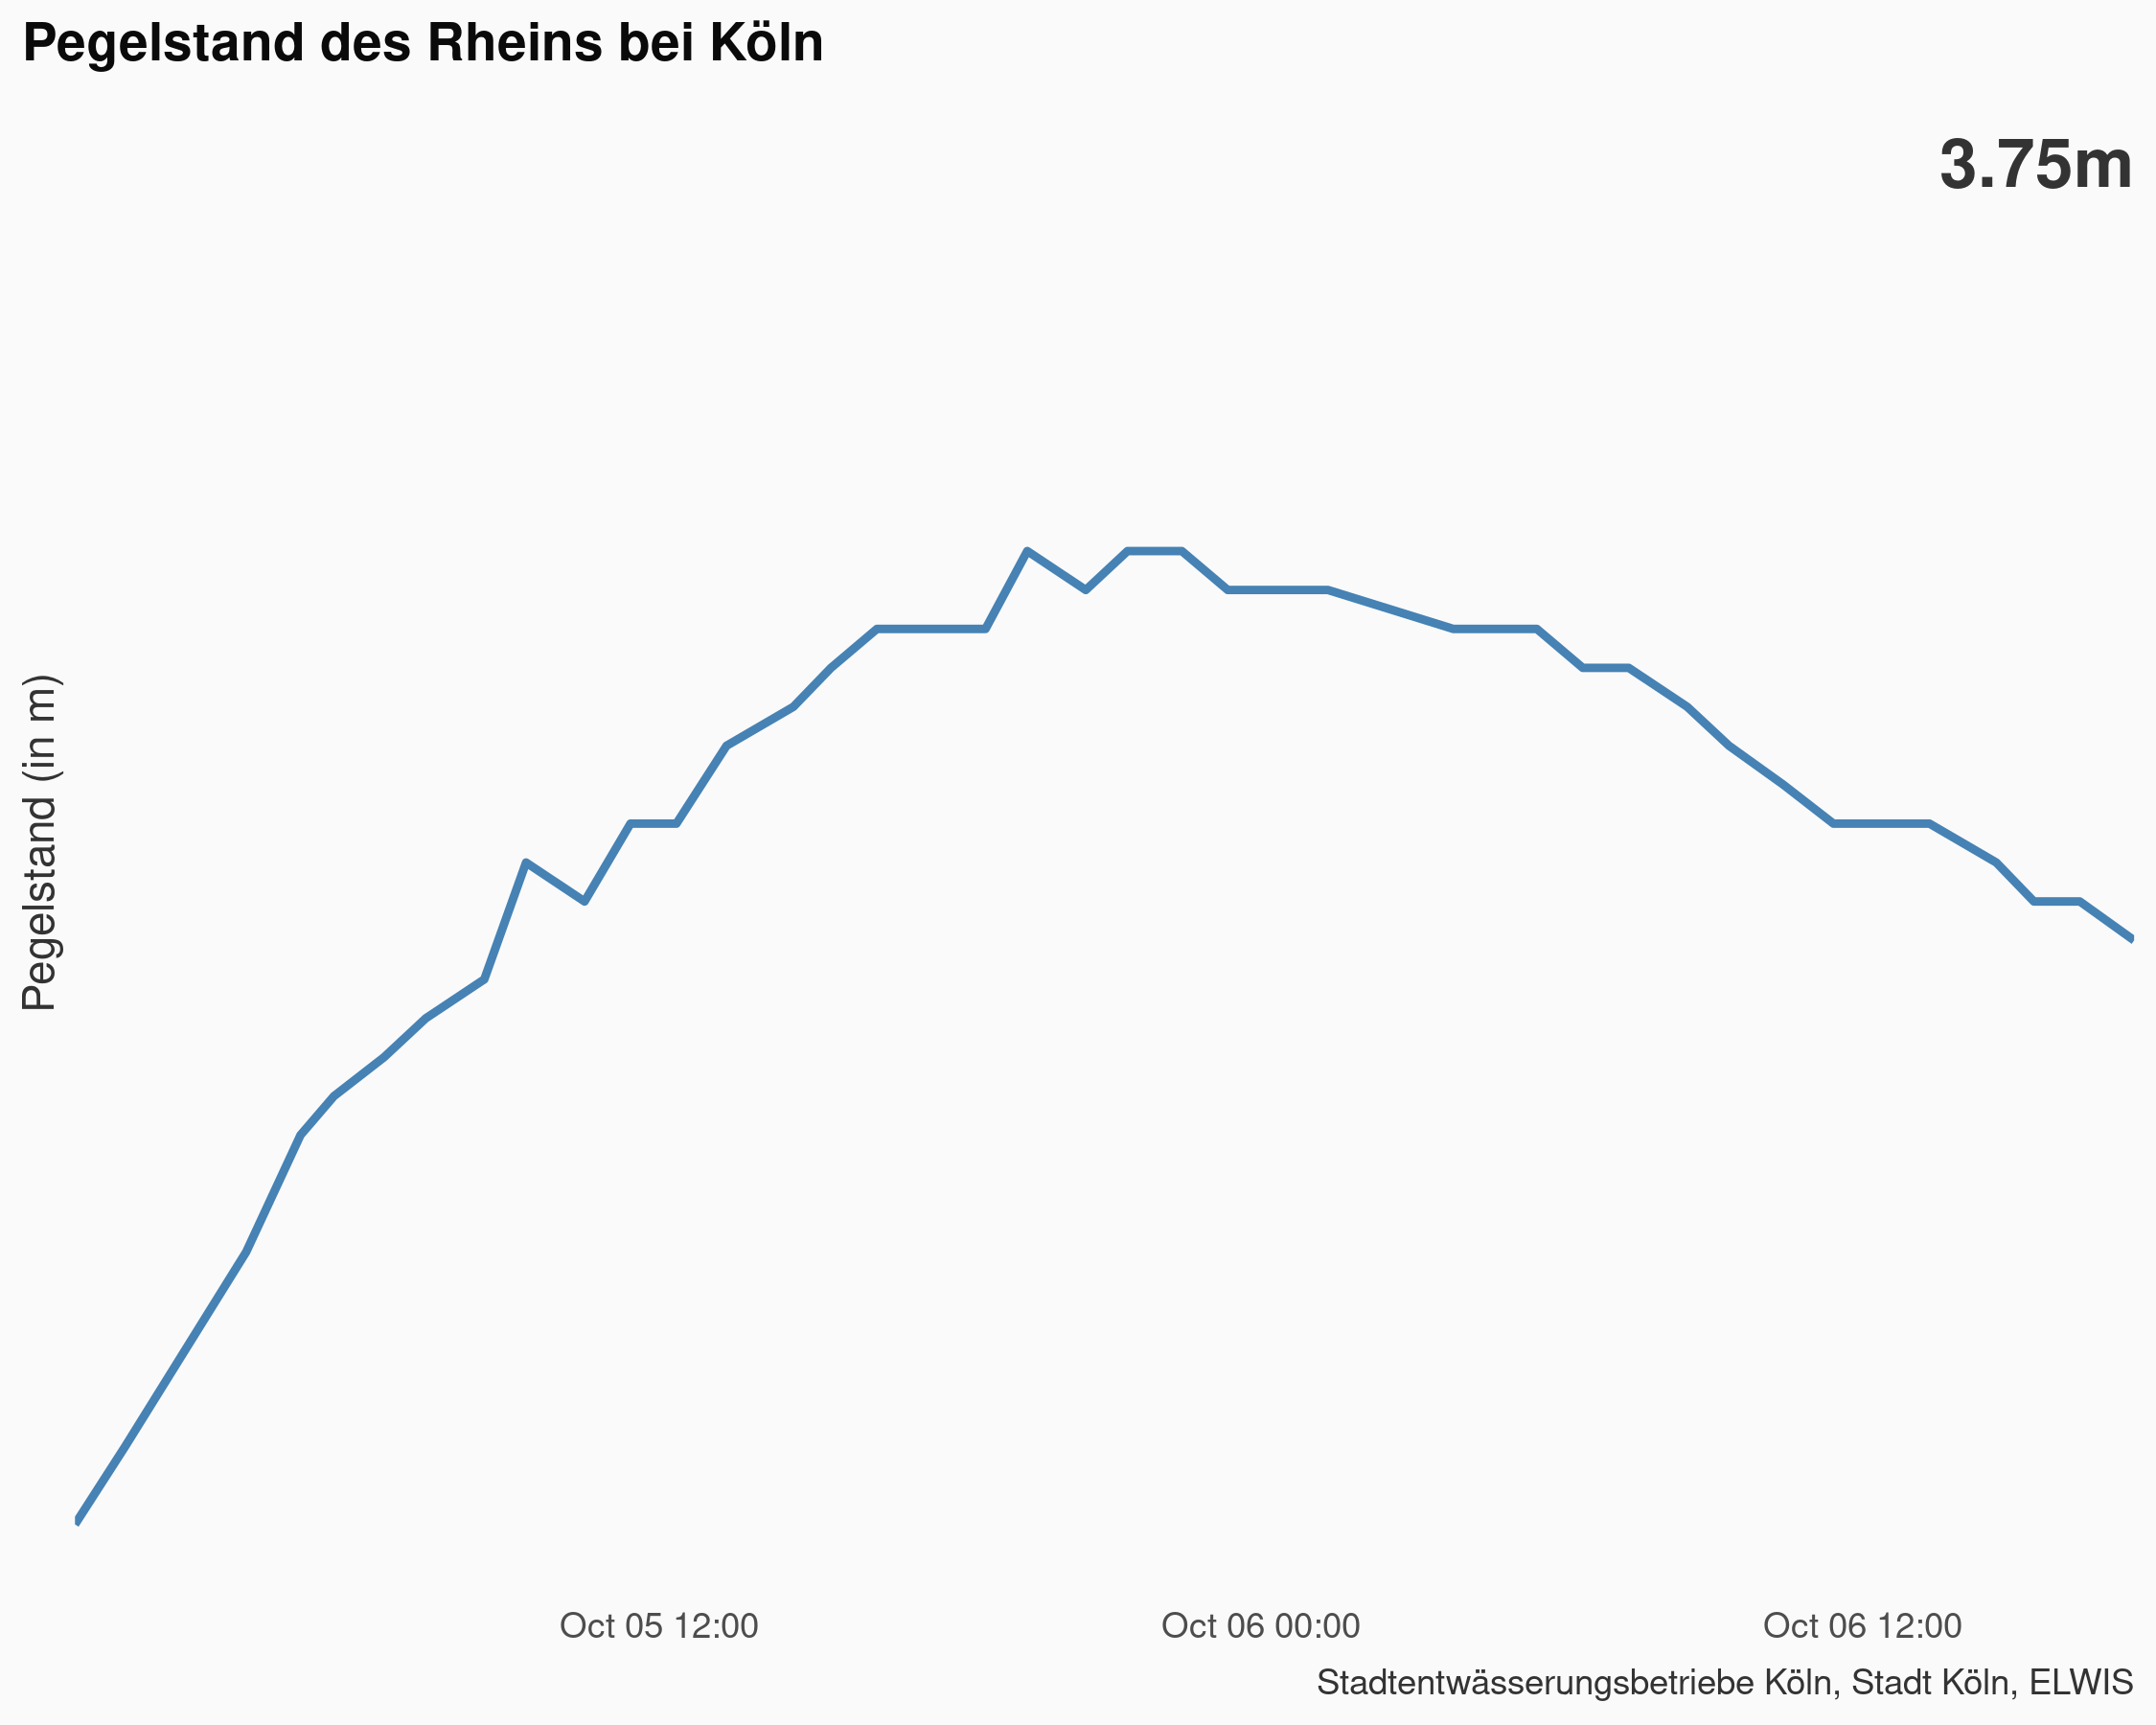 Pegelstand des Rheins bei Köln
3.75m
Pegelstand (in m)
Oct 05 12:00
Oct 06 00:00
Oct 06 12:00
Stadtentwässerungsbetriebe Köln, Stadt Köln, ELWIS